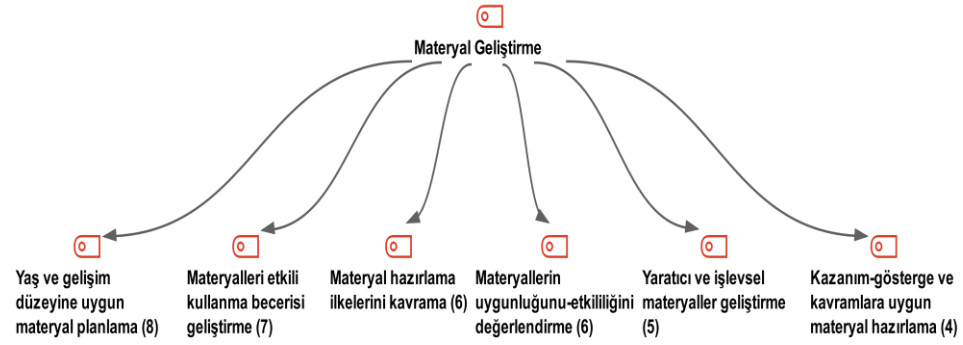 Materyal Geliştirme
Yaş ve gelişim
düzeyine uygun
materyal planlama (8)
Materyalleri etkili
kullanma becerisi
geliştirme (7)
Materyal hazırlama
ilkelerini kavrama (6)
Materyallerin
uygunluğunu-etkililiğini
değerlendirme (6)
Yaratıcı ve işlevsel
materyaller geliştirme
(5)
Kazanım-gösterge ve
kavramlara uygun
materyal hazırlama (4)